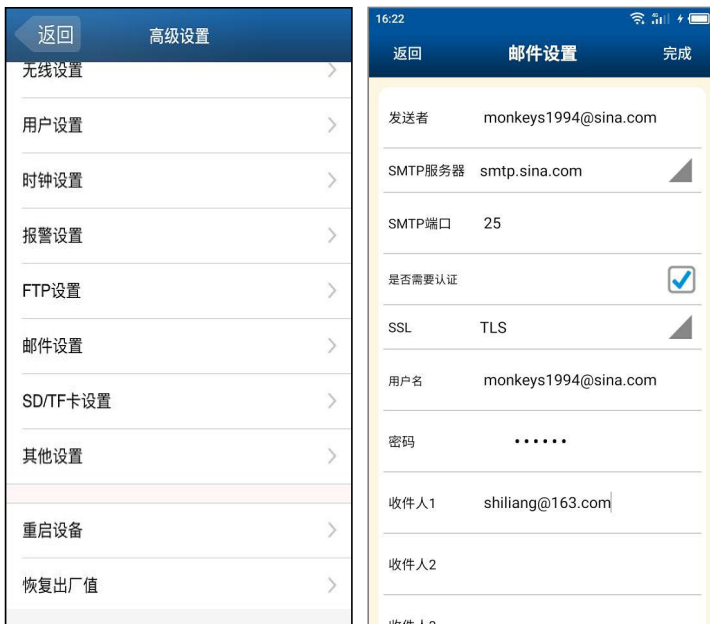 返回
高级设置
无线设置
用户设置
时钟设置
报警设置
FTP设置
邮件设置
SD/TF卡设置
其他设置
重启设备
恢复出厂值
16:22
返回
邮件设置
完成
发送者 monkeys1994@sina.com
SMTP服务器 smtp.sina.com
SMTP端口 25
是否需要认证
SSL TLS
用户名 monkeys1994@sina.com
密码 ••••••
收件人1 shiliang@163.com
收件人2